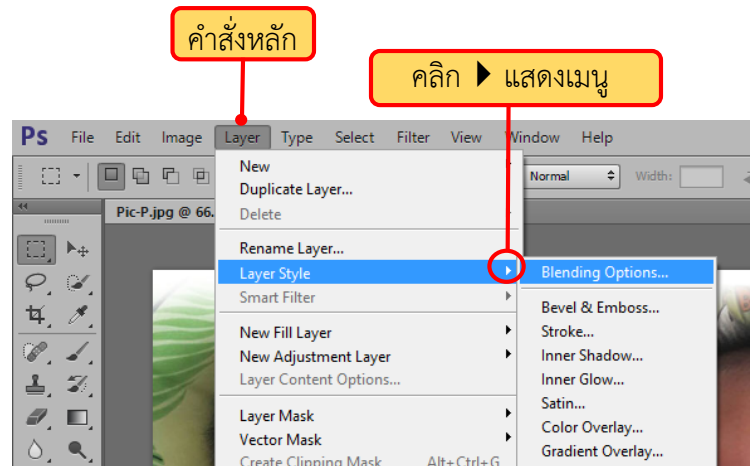 คำสั่งหลัก
คลิก ▶ แสดงเมนู
Ps File Edit Image Layer Type Select Filter View Window Help
Normal Width:
Pic-P.jpg @ 66.
New
Duplicate Layer...
Delete
Rename Layer...
Layer Style
Smart Filter
New Fill Layer
New Adjustment Layer
Layer Content Options...
Layer Mask
Vector Mask
Create Clipping Mask Alt+Ctrl+G
Blending Options...
Bevel & Emboss...
Stroke...
Inner Shadow...
Inner Glow...
Satin...
Color Overlay...
Gradient Overlay...